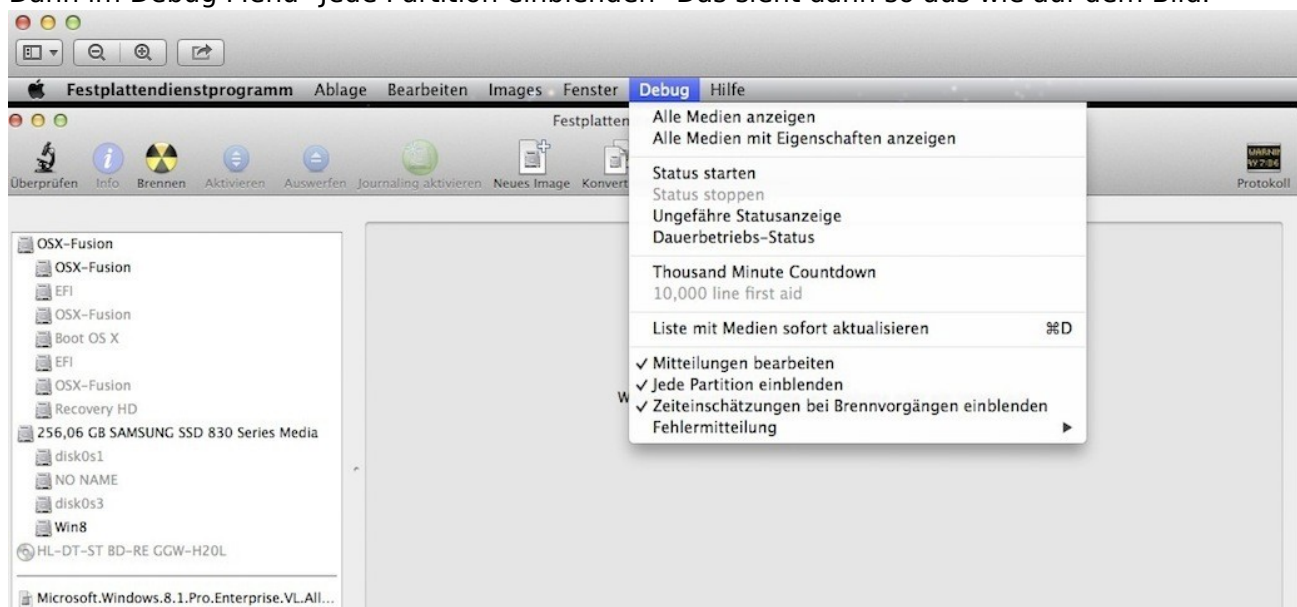 Dann im Debug Menü "Jede Partition einblenden" Das sieht dann so aus wie auf dem Bild.
Festplattendienstprogramm Ablage Bearbeiten Images Fenster Debug Hilfe
Festplatten
Überprüfen Info Brennen Aktivieren Auswerfen Journaling aktivieren Neues Image Konvert
WARNIN
AY 7:86
Protokoll
Alle Medien anzeigen
Alle Medien mit Eigenschaften anzeigen
Status starten
Status stoppen
Ungefähre Statusanzeige
Dauerbetriebs-Status
Thousand Minute Countdown
10,000 line first aid
Liste mit Medien sofort aktualisieren ⌘D
✓ Mitteilungen bearbeiten
✓ Jede Partition einblenden
✓ Zeiteinschätzungen bei Brennvorgängen einblenden
Fehlermitteilung ▶
W
OSX-Fusion
OSX-Fusion
EFI
OSX-Fusion
Boot OS X
EFI
OSX-Fusion
Recovery HD
256,06 GB SAMSUNG SSD 830 Series Media
disk0s1
NO NAME
disk0s3
Win8
HL-DT-ST BD-RE GGW-H20L
Microsoft.Windows.8.1.Pro.Enterprise.VL.All...